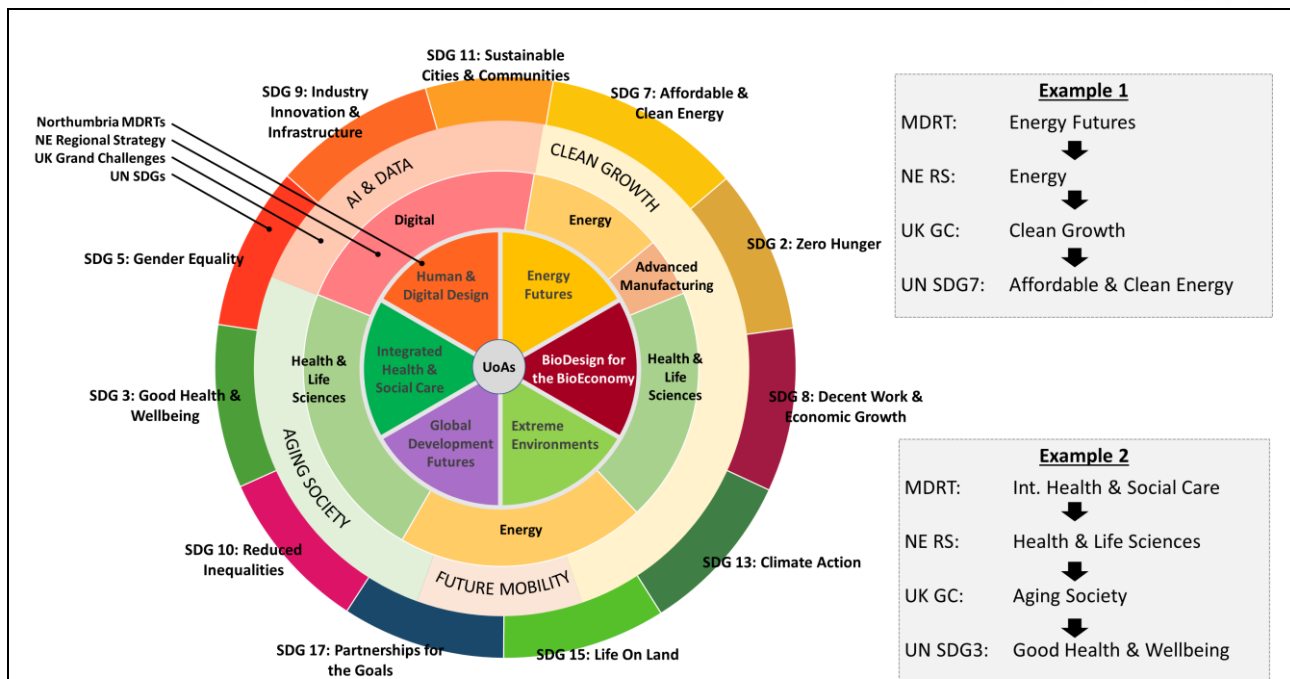 SDG 11: Sustainable
Cities & Communities
SDG 9: Industry
Innovation &
Infrastructure
SDG 7: Affordable &
Clean Energy
Northumbria MDRTs
NE Regional Strategy
UK Grand Challenges
UN SDGs
AI & DATA
CLEAN GROWTH
Digital
Energy
SDG 5: Gender Equality
SDG 2: Zero Hunger
Human &
Digital Design
Energy
Futures
Advanced
Manufacturing
Health &
Life
Sciences
Integrated
Health &
Social Care
UoAs
BioDesign for
the BioEconomy
Health &
Life Sciences
SDG 3: Good Health &
Wellbeing
SDG 8: Decent Work &
Economic Growth
Global
Development
Futures
Extreme
Environments
AGING SOCIETY
Energy
FUTURE MOBILITY
SDG 10: Reduced
Inequalities
SDG 13: Climate Action
SDG 17: Partnerships for
the Goals
SDG 15: Life On Land
Example 1
MDRT: Energy Futures
NE RS: Energy
UK GC: Clean Growth
UN SDG7: Affordable & Clean Energy
Example 2
MDRT: Int. Health & Social Care
NE RS: Health & Life Sciences
UK GC: Aging Society
UN SDG3: Good Health & Wellbeing